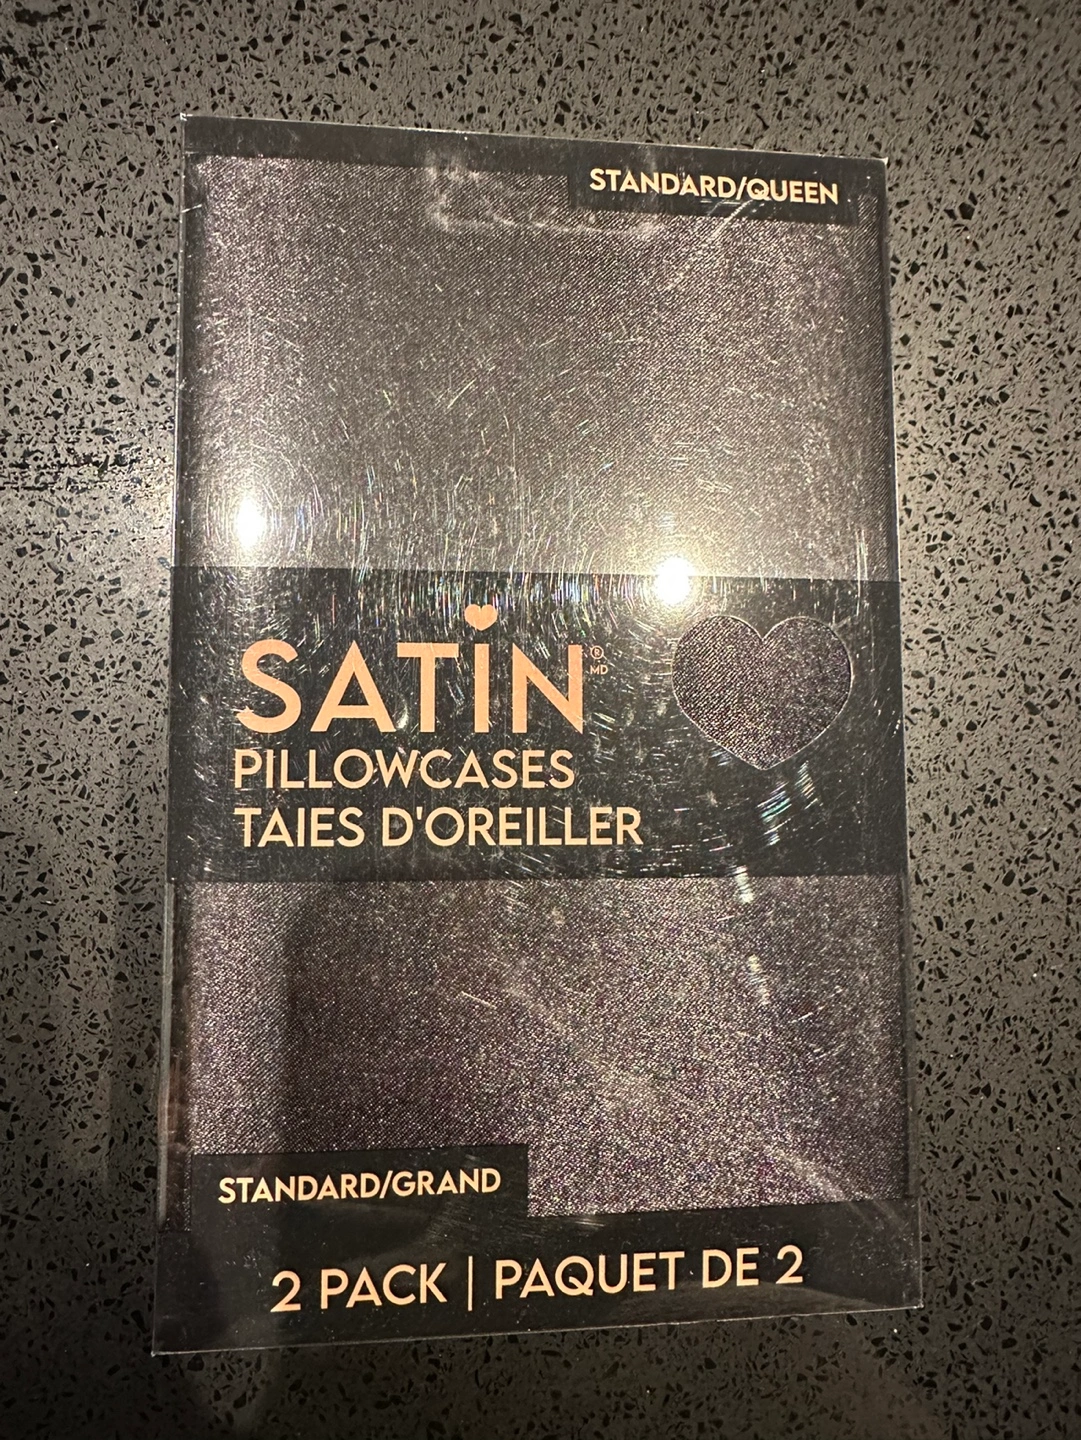 STANDARD/QUEEN
SATIN®
MD
PILLOWCASES
TAIES D'OREILLER
STANDARD/GRAND
2 PACK | PAQUET DE 2